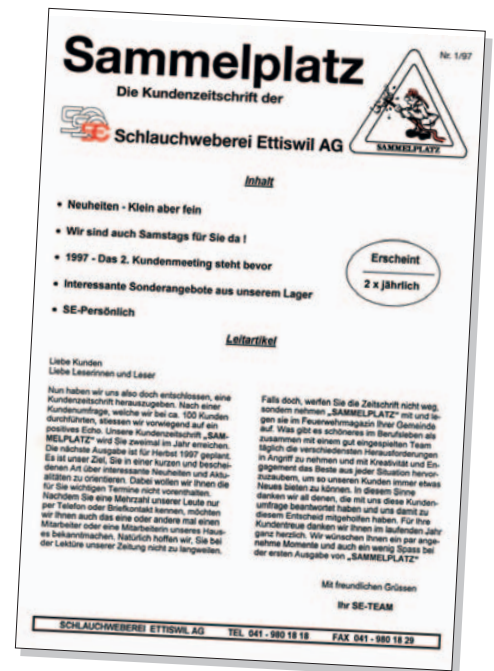 Sammelplatz
Nr. 1/97
Die Kundenzeitschrift der
Schlauchweberei Ettiswil AG
SAMMELPLATZ
Inhalt
• Neuheiten - Klein aber fein
• Wir sind auch Samstags für Sie da !
• 1997 - Das 2. Kundenmeeting steht bevor
• Interessante Sonderangebote aus unserem Lager
• SE-Persönlich
Erscheint
2 x jährlich
Leitartikel
Liebe Kunden
Liebe Leserinnen und Leser
Nun haben wir uns also doch entschlossen, eine
Kundenzeitschrift herauszugeben. Nach einer
Kundenumfrage, welche wir bei ca. 100 Kunden
durchführten, stiessen wir vorwiegend auf ein
positives Echo. Unsere Kundenzeitschrift „SAM-
MELPLATZ“ wird Sie zweimal im Jahr erreichen.
Die nächste Ausgabe ist für Herbst 1997 geplant.
Es ist unser Ziel, Sie in einer kurzen und beschei-
denen Art über interessante Neuheiten und Aktu-
alitäten zu orientieren. Dabei wollen wir Ihnen die
für Sie wichtigen Termine nicht vorenthalten.
Nachdem Sie eine Mehrzahl unserer Leute nur
per Telefon oder Briefkontakt kennen, möchten
wir Ihnen auch das eine oder andere mal einen
Mitarbeiter oder eine Mitarbeiterin unseres Haus-
es bekanntmachen. Natürlich hoffen wir, Sie bei
der Lektüre unserer Zeitung nicht zu langweilen.
Falls doch, werfen Sie die Zeitschrift nicht weg,
sondern nehmen „SAMMELPLATZ“ mit und le-
gen sie im Feuerwehrmagazin Ihrer Gemeinde
auf. Was gibt es schöneres im Berufsleben als
zusammen mit einem gut eingespielten Team
täglich die verschiedensten Herausforderungen
in Angriff zu nehmen und mit Kreativität und En-
gagement das Beste aus jeder Situation hervor-
zuzaubern, um so unseren Kunden immer etwas
Neues bieten zu können. In diesem Sinne
danken wir all denen, die mit uns diese Kunden-
umfrage beantwortet haben und uns damit zu
diesem Entscheid mitgeholfen haben. Für Ihre
Kundentreue danken wir Ihnen im laufenden Jahr
ganz herzlich. Wir wünschen Ihnen ein par ange-
nehme Momente und auch ein wenig Spass bei
der ersten Ausgabe von „SAMMELPLATZ“
Mit freundlichen Grüssen
Ihr SE-TEAM
SCHLAUCHWEBEREI ETTISWIL AG TEL 041 - 980 18 18 FAX 041 - 980 18 29